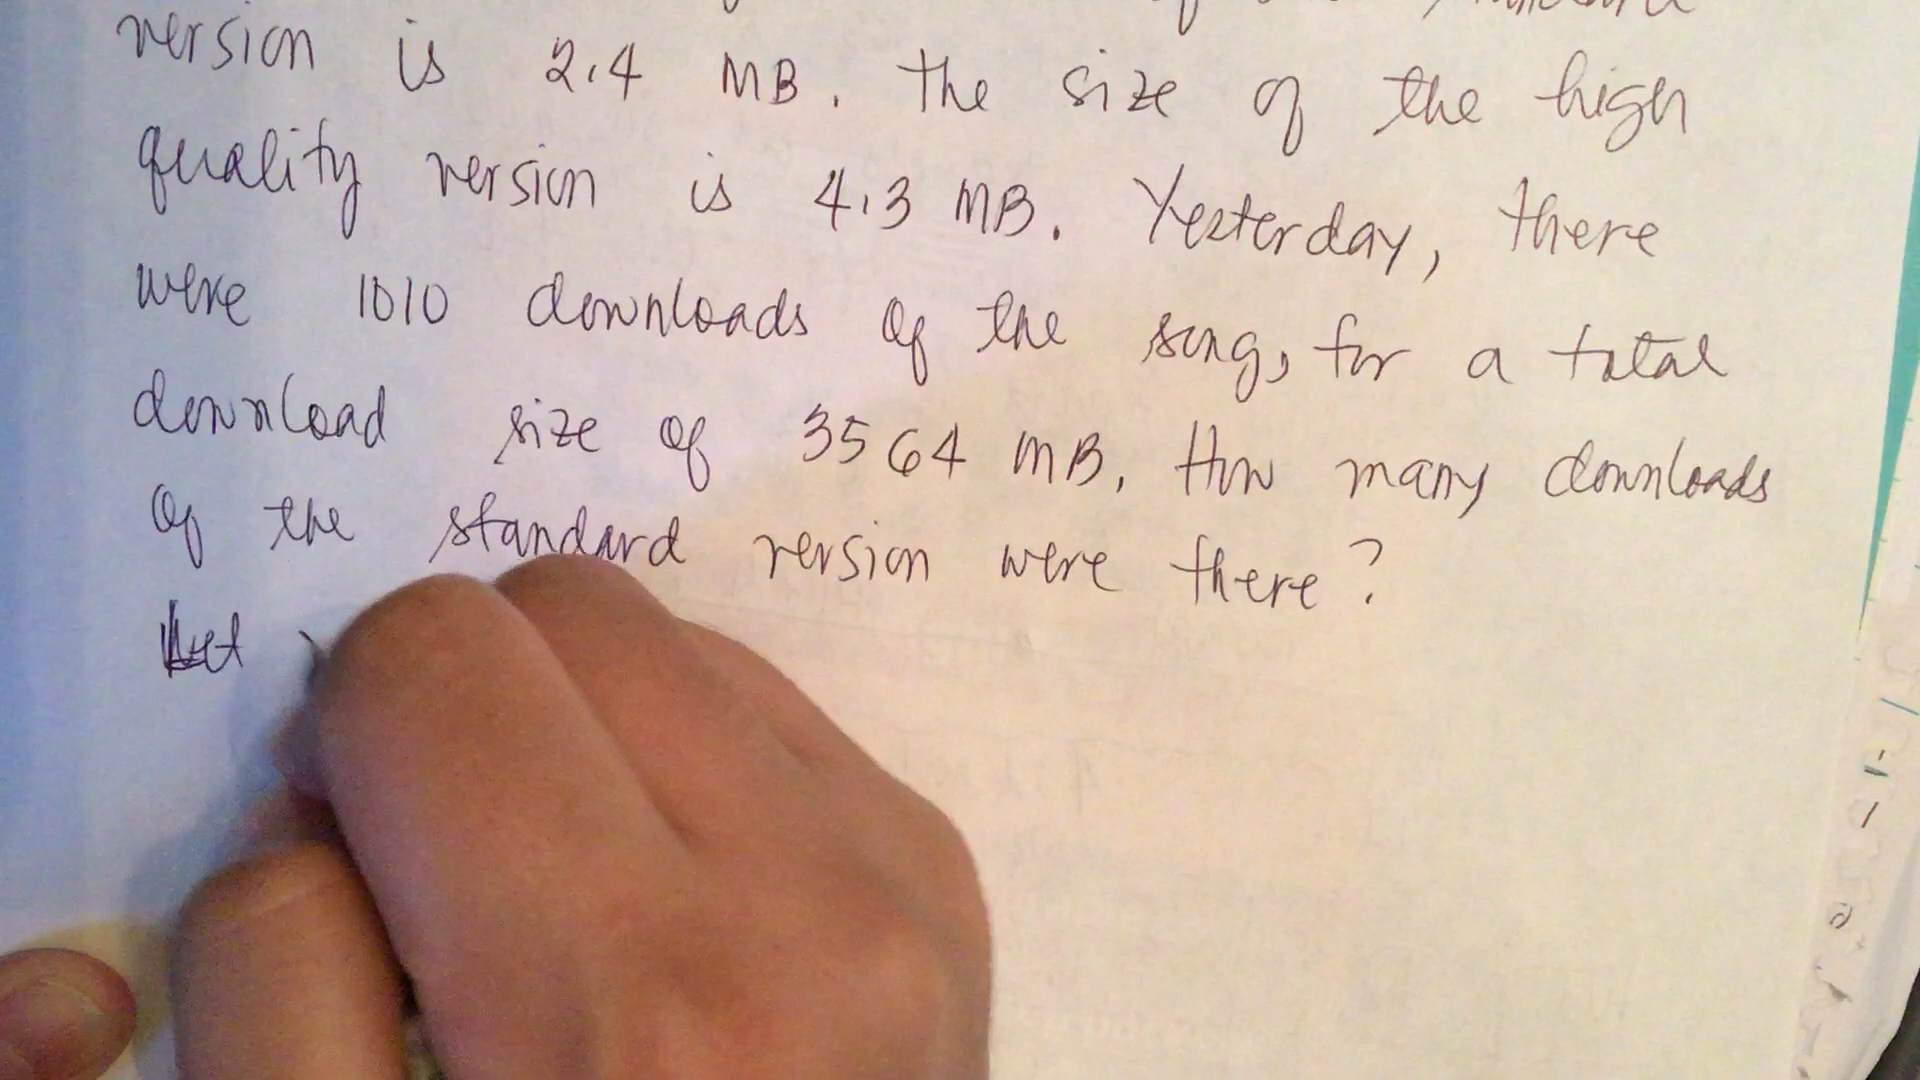 version is 2.4 MB. The size of the high
quality version is 4.3 MB. Yesterday, there
were 1010 downloads of the song, for a total
download size of 3564 MB. How many downloads
of the standard version were there?
Let